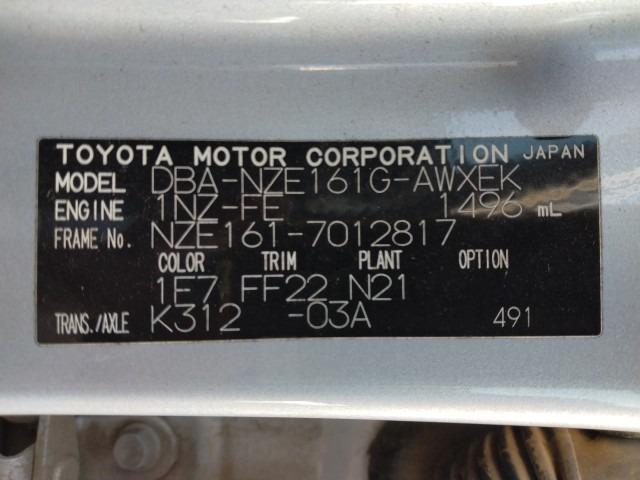 TOYOTA MOTOR CORPORATION JAPAN
MODEL DBA-NZE161G-AWXEK
ENGINE 1NZ-FE 1496 mL
FRAME No. NZE161-7012817
COLOR TRIM PLANT OPTION
1E7 FF22 N21
TRANS./AXLE K312 -03A 491